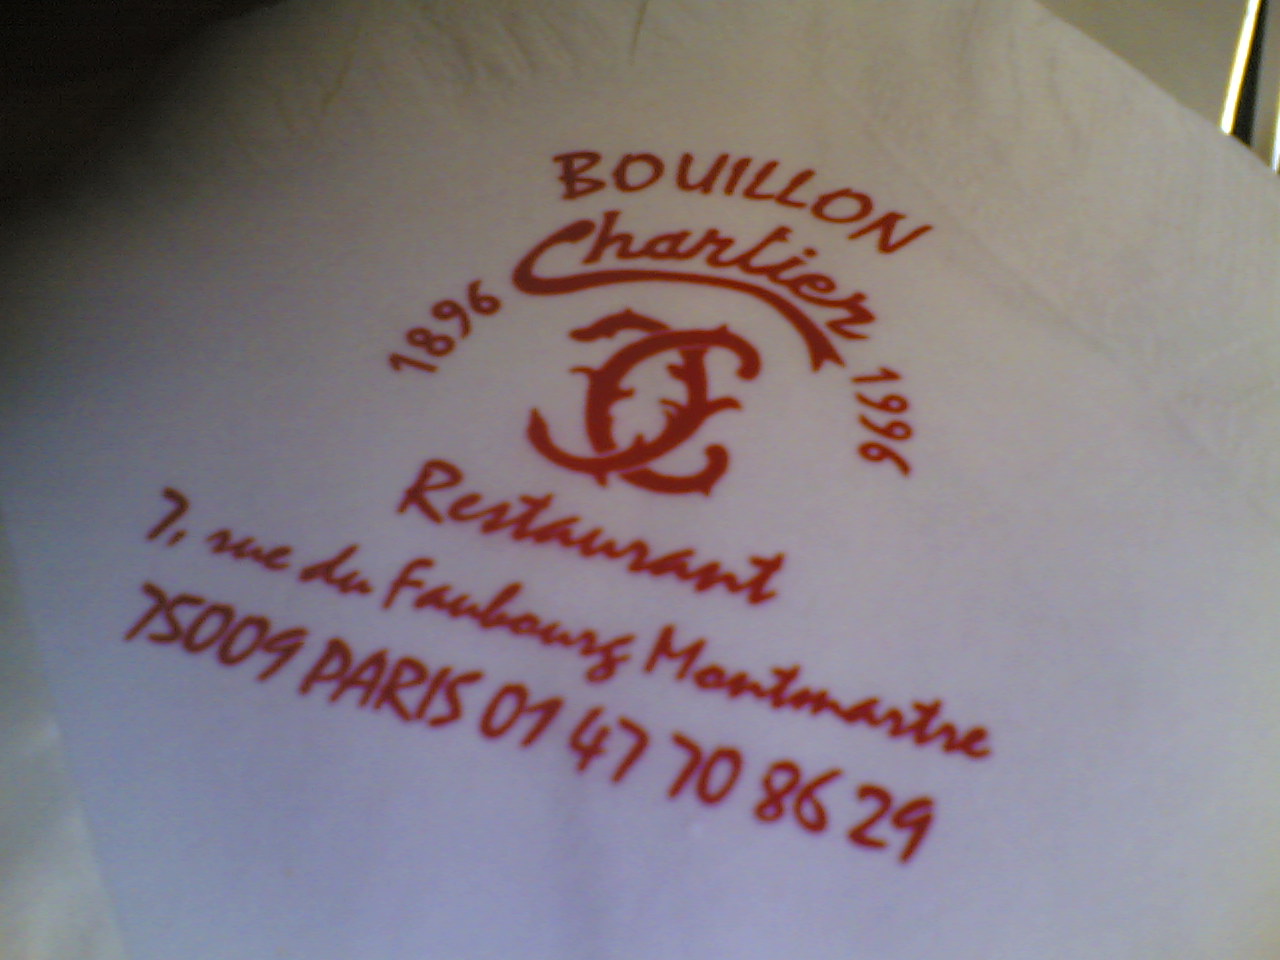 BOUILLON
Chartier
1896 1996
Restaurant
7, rue du Faubourg Montmartre
75009 PARIS 01 47 70 86 29